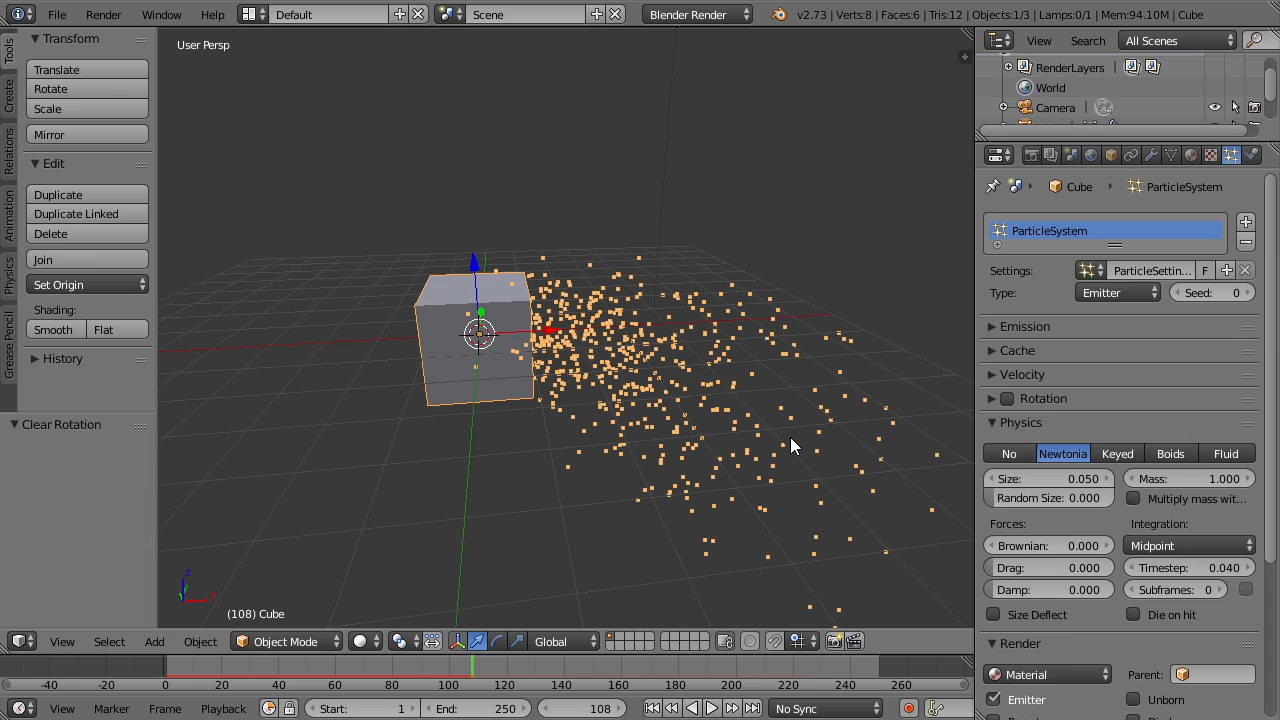 File Render Window Help Default Scene Blender Render v2.73 | Verts:8 | Faces:6 | Tris:12 | Objects:1/3 | Lamps:0/1 | Mem:94.10M | Cube
Tools
Create
Relations
Animation
Physics
Grease Pencil
Transform
Translate
Rotate
Scale
Mirror
Edit
Duplicate
Duplicate Linked
Delete
Join
Set Origin
Shading:
Smooth Flat
History
Clear Rotation
User Persp
z
(108) Cube
View Select Add Object Object Mode Global
-40 -20 0 20 40 60 80 100 120 140 160 180 200 220 240 260
View Marker Frame Playback Start: 1 End: 250 108 No Sync
View Search All Scenes
RenderLayers
World
Camera
Cube ParticleSystem
ParticleSystem
Settings: ParticleSettin... F
Type: Emitter Seed: 0
Emission
Cache
Velocity
Rotation
Physics
No Newtonia Keyed Boids Fluid
Size: 0.050 Mass: 1.000
Random Size: 0.000 Multiply mass wit...
Forces: Integration:
Brownian: 0.000 Midpoint
Drag: 0.000 Timestep: 0.040
Damp: 0.000 Subframes: 0
Size Deflect Die on hit
Render
Material Parent:
Emitter Unborn